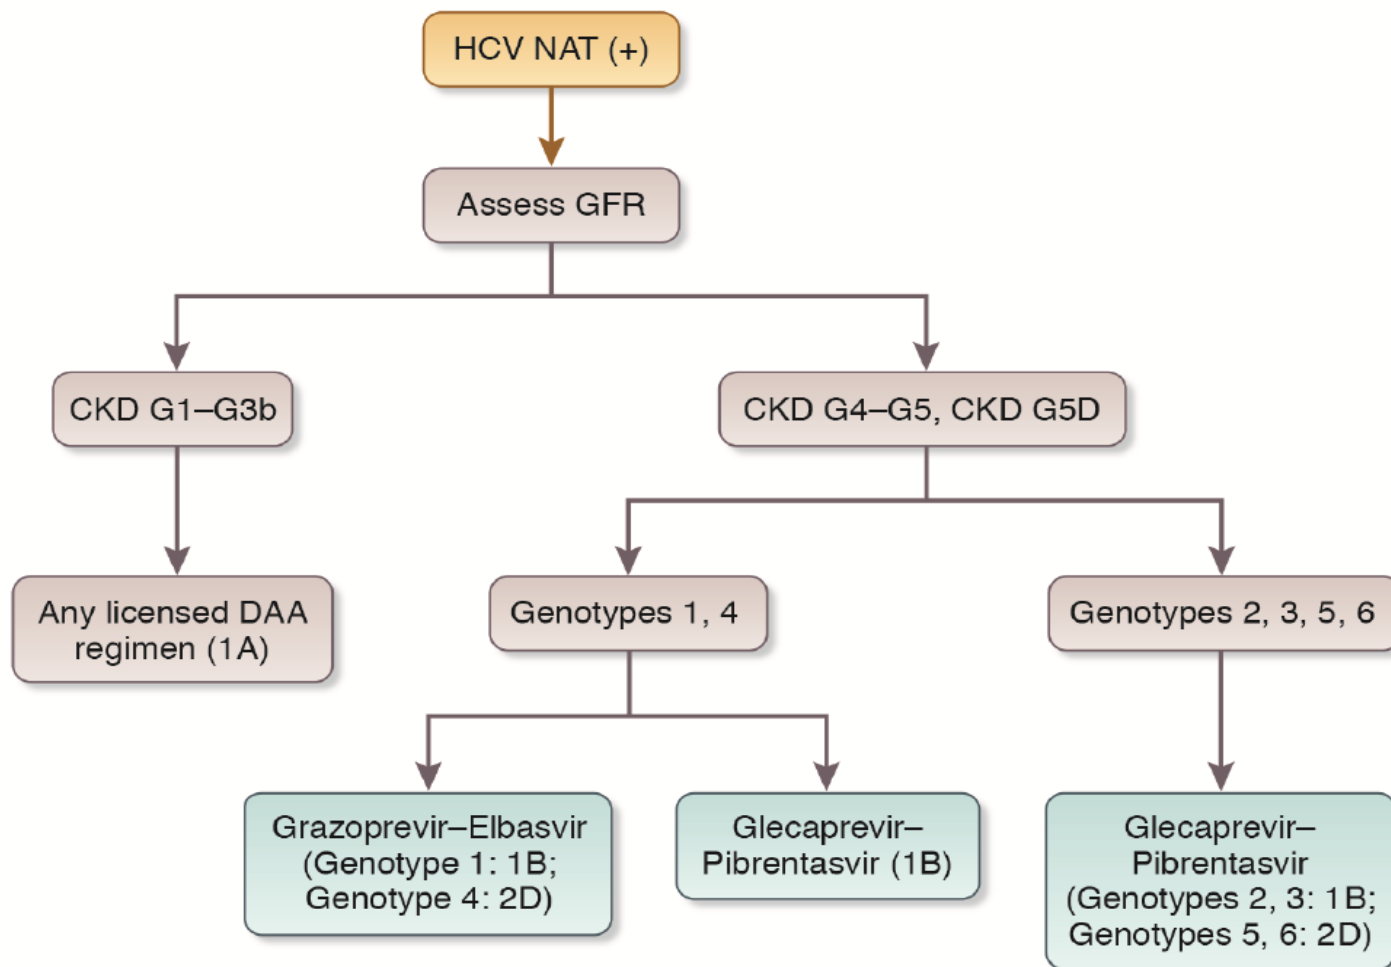 HCV NAT (+)
Assess GFR
CKD G1–G3b
CKD G4–G5, CKD G5D
Any licensed DAA
regimen (1A)
Genotypes 1, 4
Genotypes 2, 3, 5, 6
Grazoprevir–Elbasvir
(Genotype 1: 1B;
Genotype 4: 2D)
Glecaprevir–
Pibrentasvir (1B)
Glecaprevir–
Pibrentasvir
(Genotypes 2, 3: 1B;
Genotypes 5, 6: 2D)